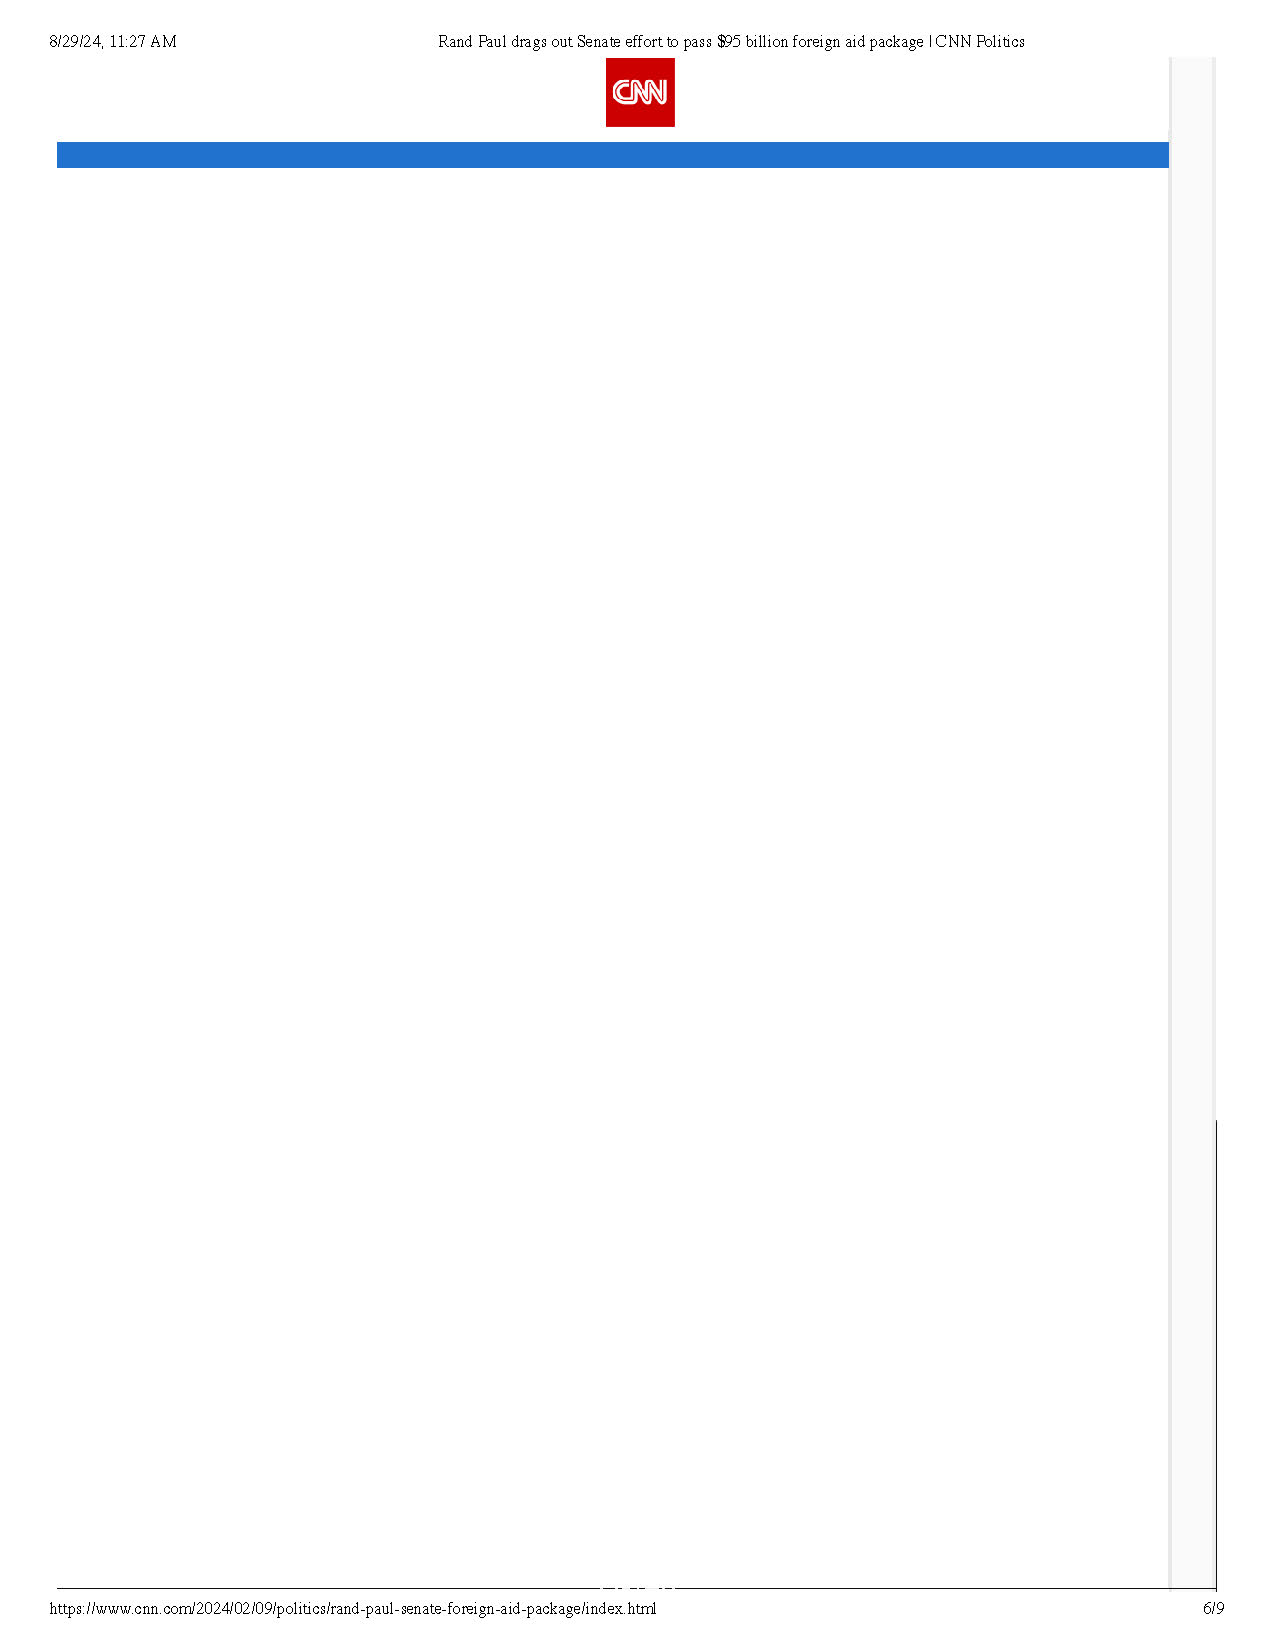 8/29/24, 11:27 AM
Rand Paul drags out Senate effort to pass $95 billion foreign aid package | CNN Politics
CNN
https://www.cnn.com/2024/02/09/politics/rand-paul-senate-foreign-aid-package/index.html
6/9